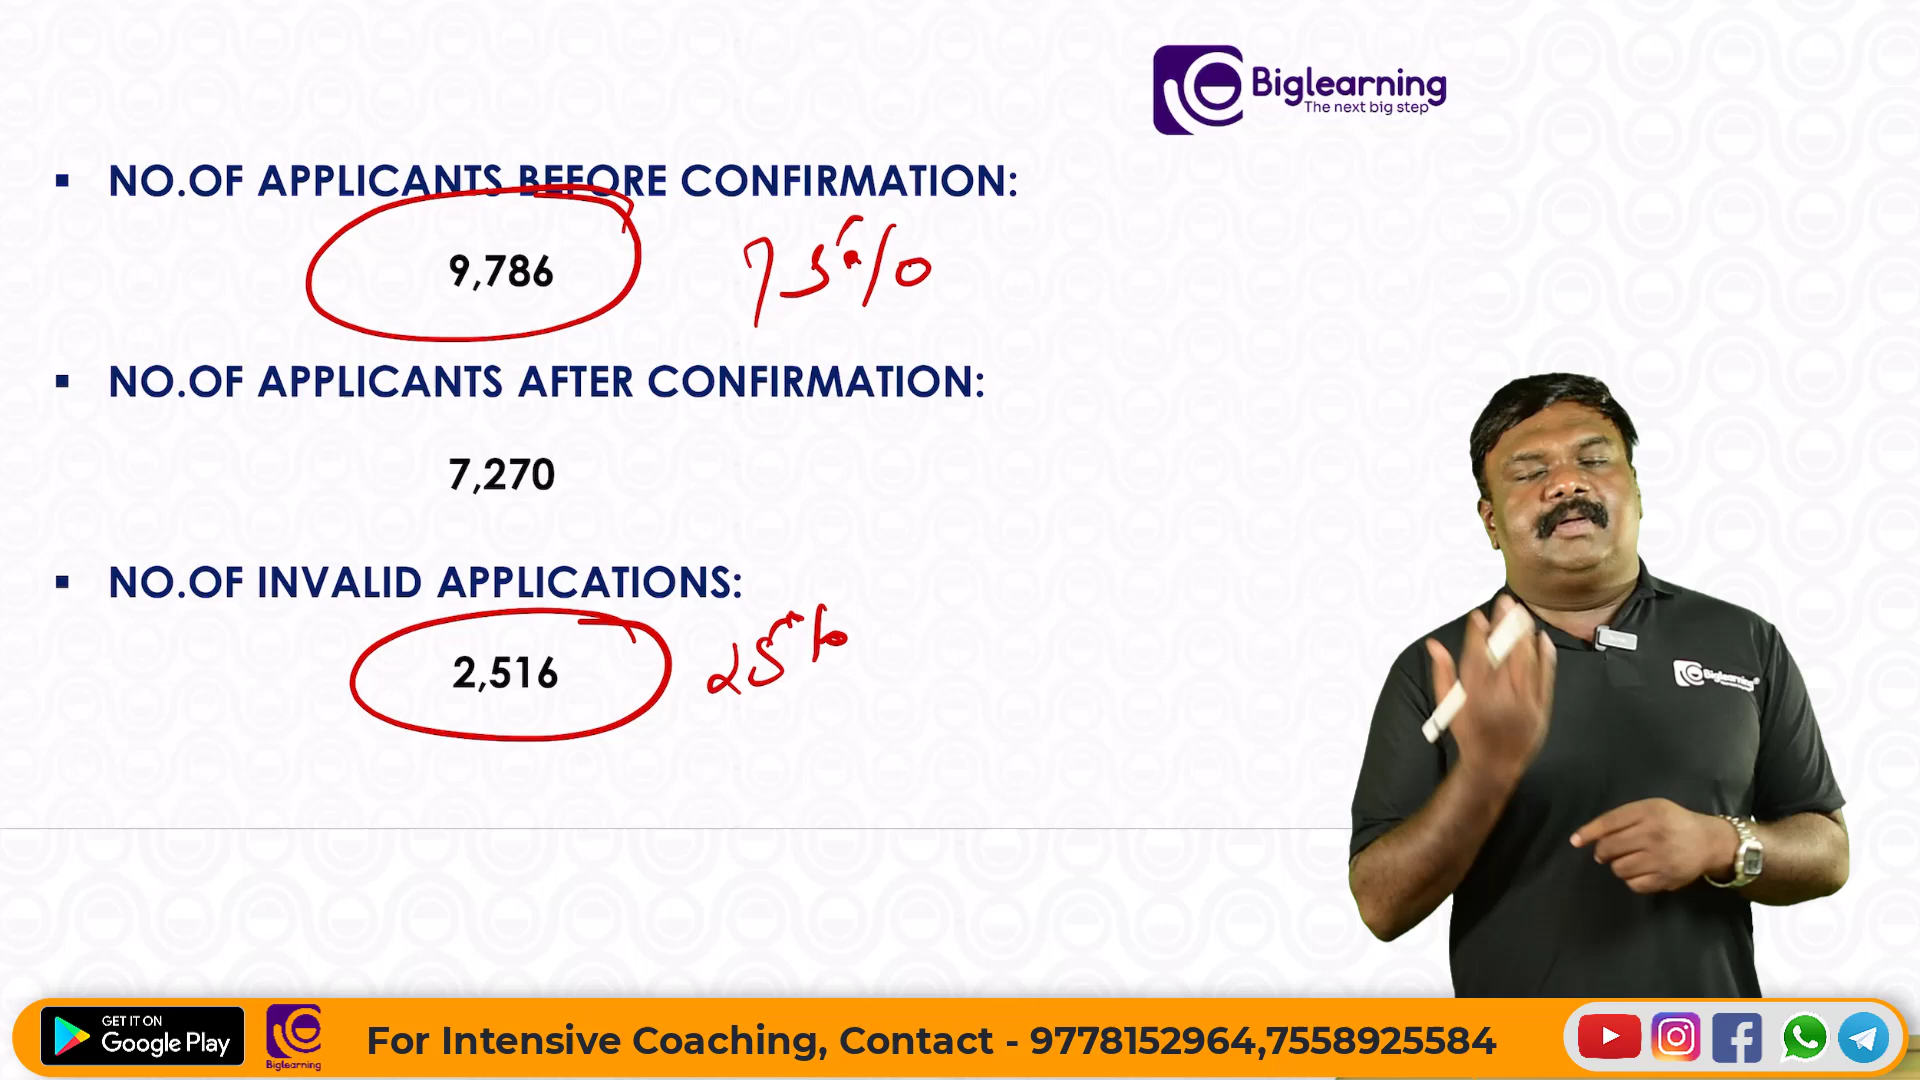 Biglearning
The next big step
▪ NO.OF APPLICANTS BEFORE CONFIRMATION:
9,786
75%
▪ NO.OF APPLICANTS AFTER CONFIRMATION:
7,270
▪ NO.OF INVALID APPLICATIONS:
2,516
25%
Biglearning
GET IT ON
Google Play
Biglearning
For Intensive Coaching, Contact - 9778152964,7558925584